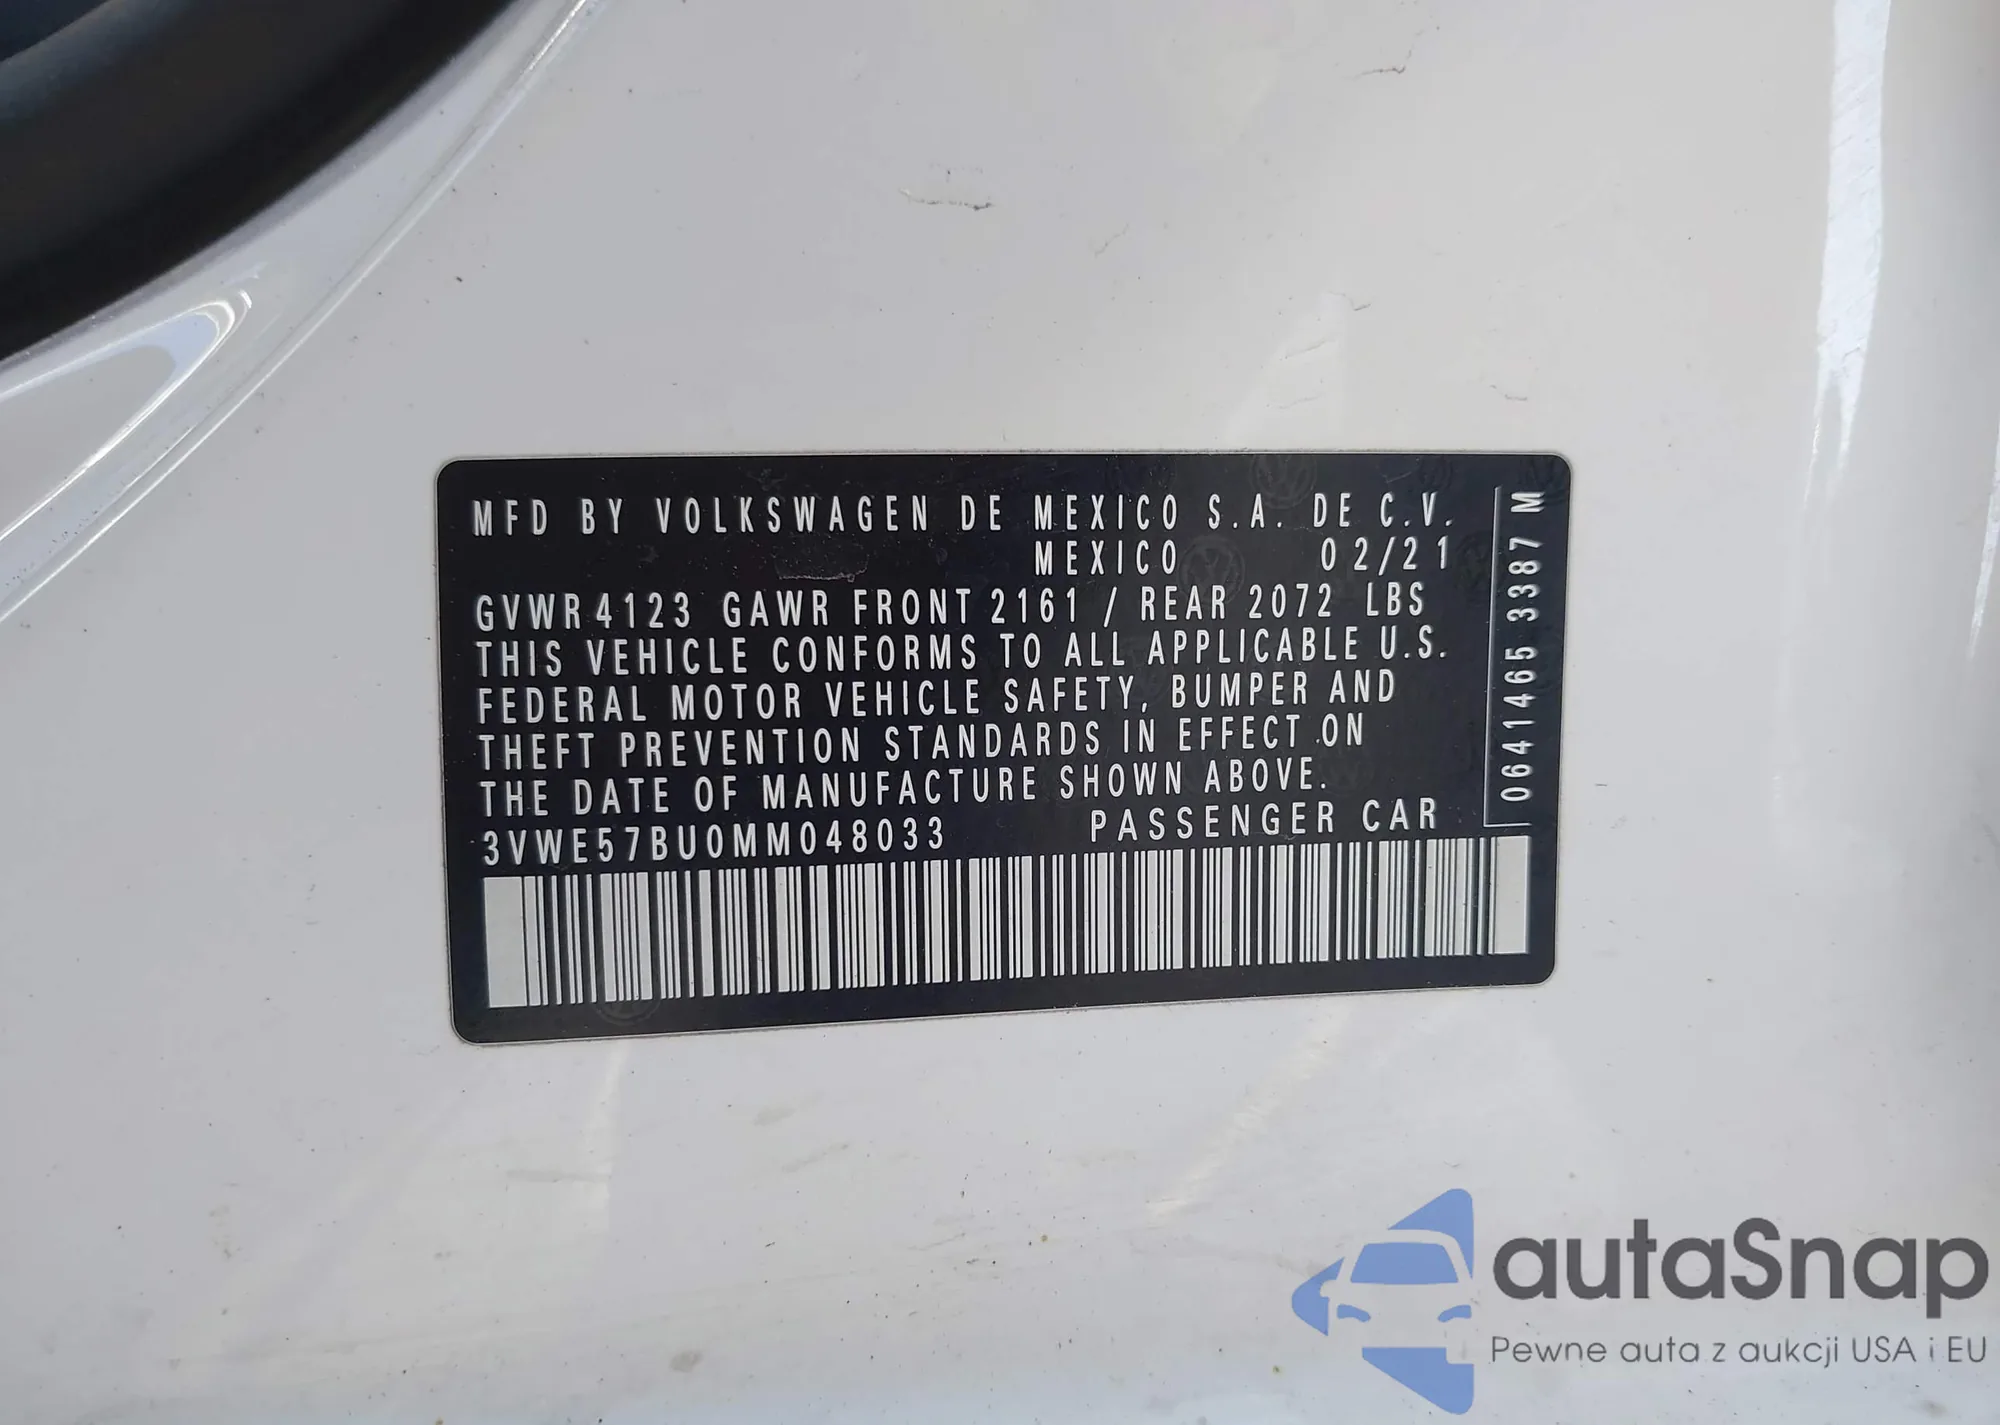 MFD BY VOLKSWAGEN DE MEXICO S.A. DE C.V.
MEXICO 02/21
GVWR 4123 GAWR FRONT 2161 / REAR 2072 LBS
THIS VEHICLE CONFORMS TO ALL APPLICABLE U.S.
FEDERAL MOTOR VEHICLE SAFETY, BUMPER AND
THEFT PREVENTION STANDARDS IN EFFECT ON
THE DATE OF MANUFACTURE SHOWN ABOVE.
3VWE57BU0MM048033 PASSENGER CAR
0641465 3387 M
autaSnap
Pewne auta z aukcji USA i EU